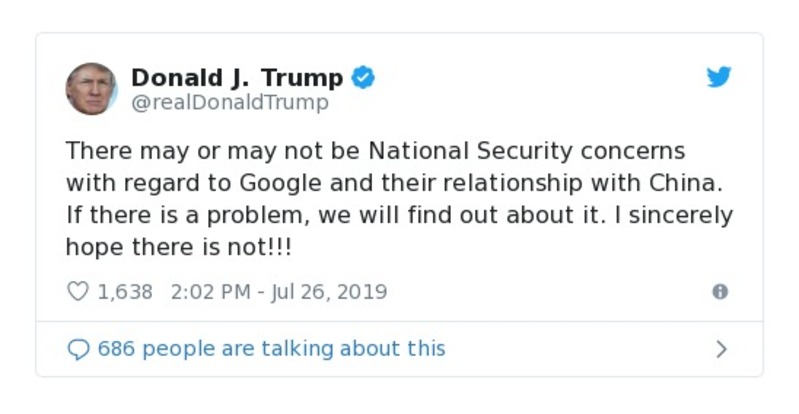 Donald J. Trump
@realDonaldTrump
There may or may not be National Security concerns
with regard to Google and their relationship with China.
If there is a problem, we will find out about it. I sincerely
hope there is not!!!
1,638 2:02 PM - Jul 26, 2019
686 people are talking about this